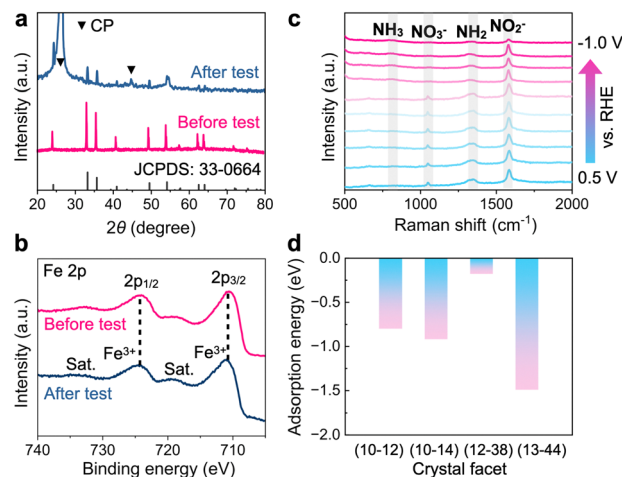 a
▼ CP
After test
Before test
JCPDS: 33-0664
Intensity (a.u.)
20 30 40 50 60 70 80
2θ (degree)
b
Fe 2p
2p1/2
2p3/2
Before test
Sat.
Fe3+
Sat.
Fe3+
After test
Intensity (a.u.)
740 730 720 710
Binding energy (eV)
c
NH3 NO3- NH2 NO2-
-1.0 V
vs. RHE
0.5 V
Intensity (a.u.)
500 1000 1500 2000
Raman shift (cm-1)
d
0.0
−0.5
−1.0
−1.5
−2.0
Adsorption energy (eV)
(10-12) (10-14) (12-38) (13-44)
Crystal facet